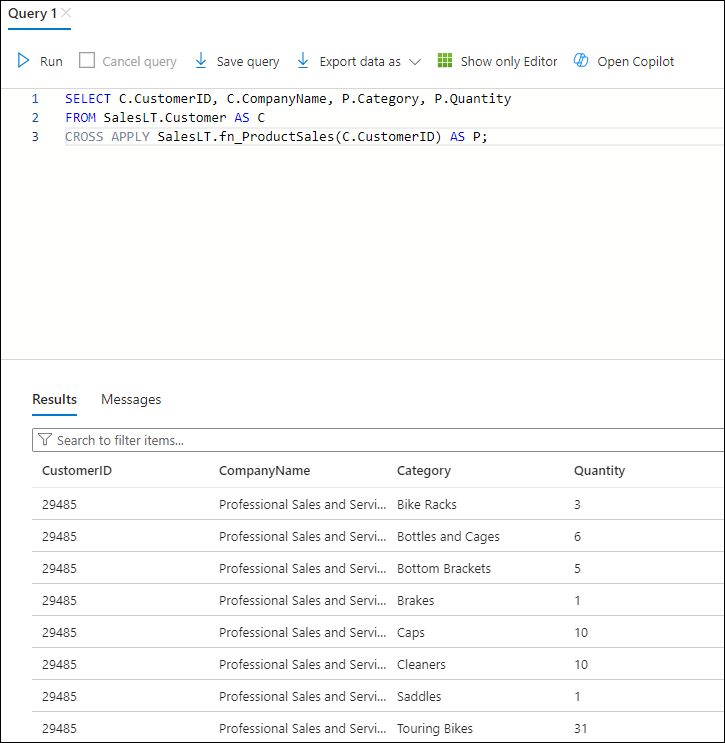 Query 1
Run Cancel query Save query Export data as Show only Editor Open Copilot
1 SELECT C.CustomerID, C.CompanyName, P.Category, P.Quantity
2 FROM SalesLT.Customer AS C
3 CROSS APPLY SalesLT.fn_ProductSales(C.CustomerID) AS P;
Results Messages
Search to filter items...
CustomerID CompanyName Category Quantity
29485 Professional Sales and Servi... Bike Racks 3
29485 Professional Sales and Servi... Bottles and Cages 6
29485 Professional Sales and Servi... Bottom Brackets 5
29485 Professional Sales and Servi... Brakes 1
29485 Professional Sales and Servi... Caps 10
29485 Professional Sales and Servi... Cleaners 10
29485 Professional Sales and Servi... Saddles 1
29485 Professional Sales and Servi... Touring Bikes 31